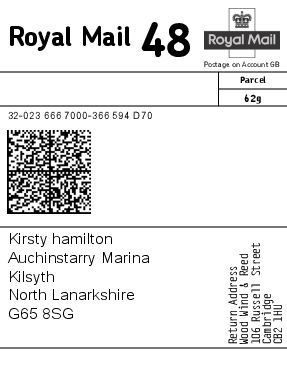 Royal Mail 48
Royal Mail
Postage on Account GB
Parcel
62g
32-023 666 7000-366 594 D70
Kirsty hamilton
Auchinstarry Marina
Kilsyth
North Lanarkshire
G65 8SG
Return Address
Wood Wind & Reed
106 Russell Street
Cambridge
CB2 1HU